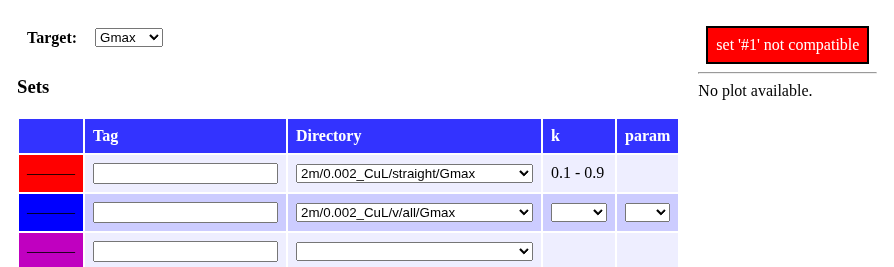 Target: Gmax
set '#1' not compatible
No plot available.
Sets
Tag Directory k param
2m/0.002_CuL/straight/Gmax 0.1 - 0.9
2m/0.002_CuL/v/all/Gmax